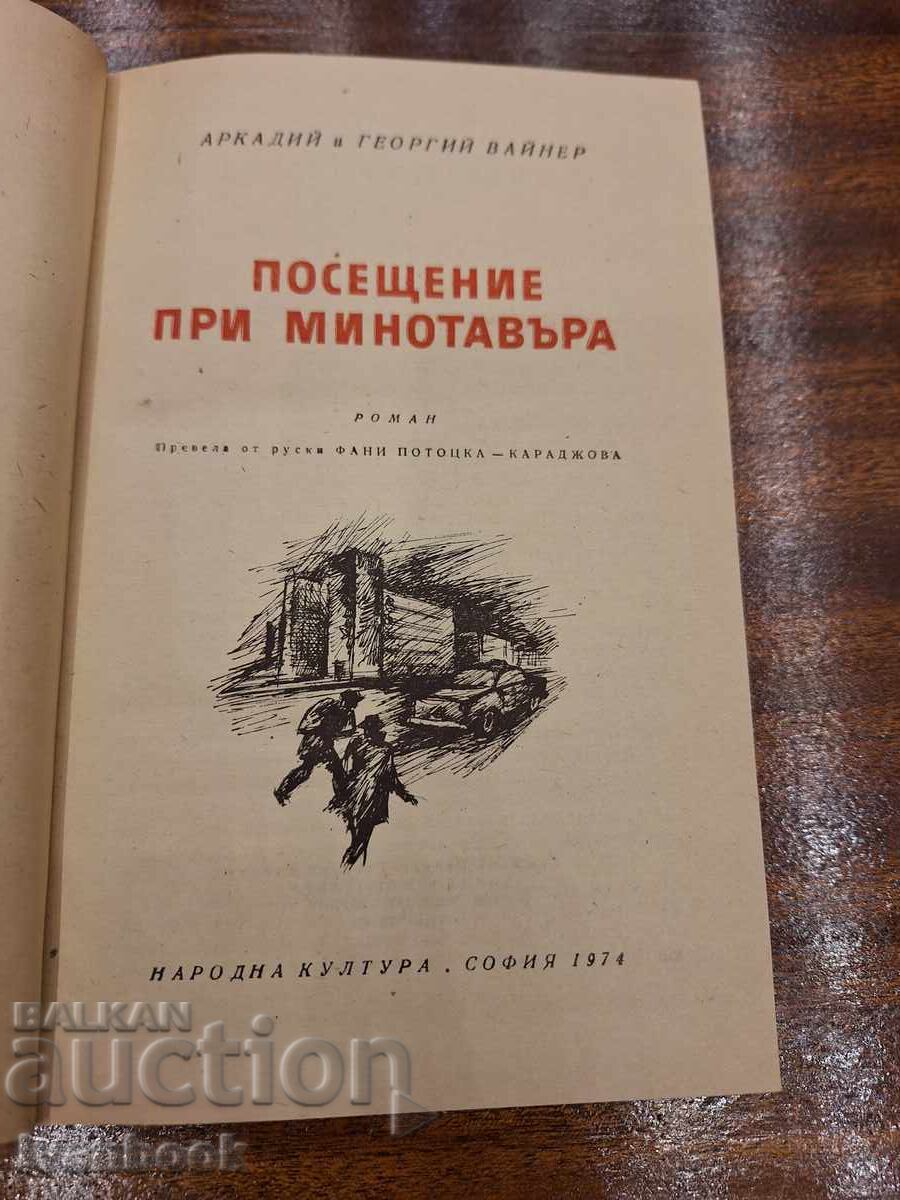 АРКАДИЙ и ГЕОРГИЙ ВАЙНЕР
ПОСЕЩЕНИЕ
ПРИ МИНОТАВЪРА
РОМАН
Превела от руски ФАНИ ПОТОЦКА — КАРАДЖОВА
НАРОДНА КУЛТУРА . СОФИЯ 1974
BALKAN
auction